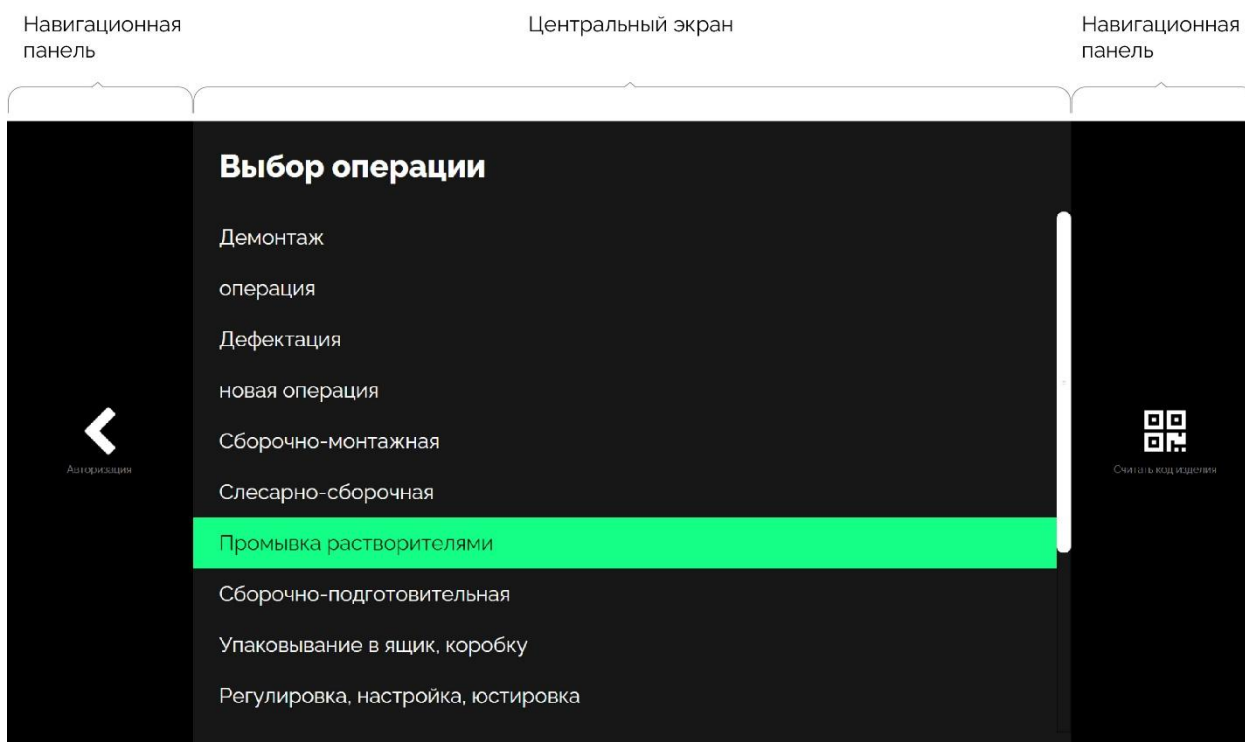 Навигационная
панель
Центральный экран
Навигационная
панель
Выбор операции
Демонтаж
операция
Дефектация
новая операция
Сборочно-монтажная
Слесарно-сборочная
Промывка растворителями
Сборочно-подготовительная
Упаковывание в ящик, коробку
Регулировка, настройка, юстировка
Авторизация
Считать код изделия